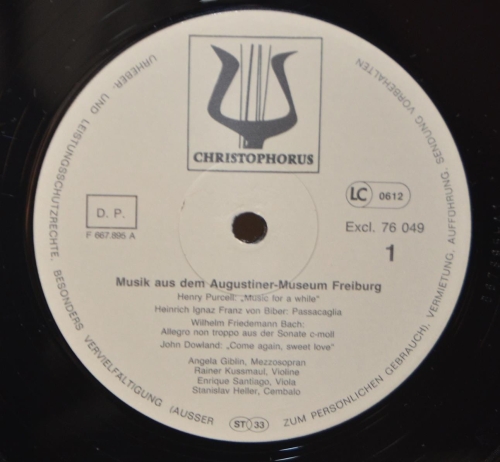 CHRISTOPHORUS
LC 0612
D. P.
F 667.895 A
Excl. 76 049
1
Musik aus dem Augustiner-Museum Freiburg
Henry Purcell: „Music for a while"
Heinrich Ignaz Franz von Biber: Passacaglia
Wilhelm Friedemann Bach:
Allegro non troppo aus der Sonate c-moll
John Dowland: „Come again, sweet love"
Angela Giblin, Mezzosopran
Rainer Kussmaul, Violine
Enrique Santiago, Viola
Stanislav Heller, Cembalo
ST 33
URHEBER- UND LEISTUNGSSCHUTZRECHTE, BESONDERS VERVIELFÄLTIGUNG (AUSSER ZUM PERSÖNLICHEN GEBRAUCH), VERMIETUNG, AUFFÜHRUNG, SENDUNG VORBEHALTEN